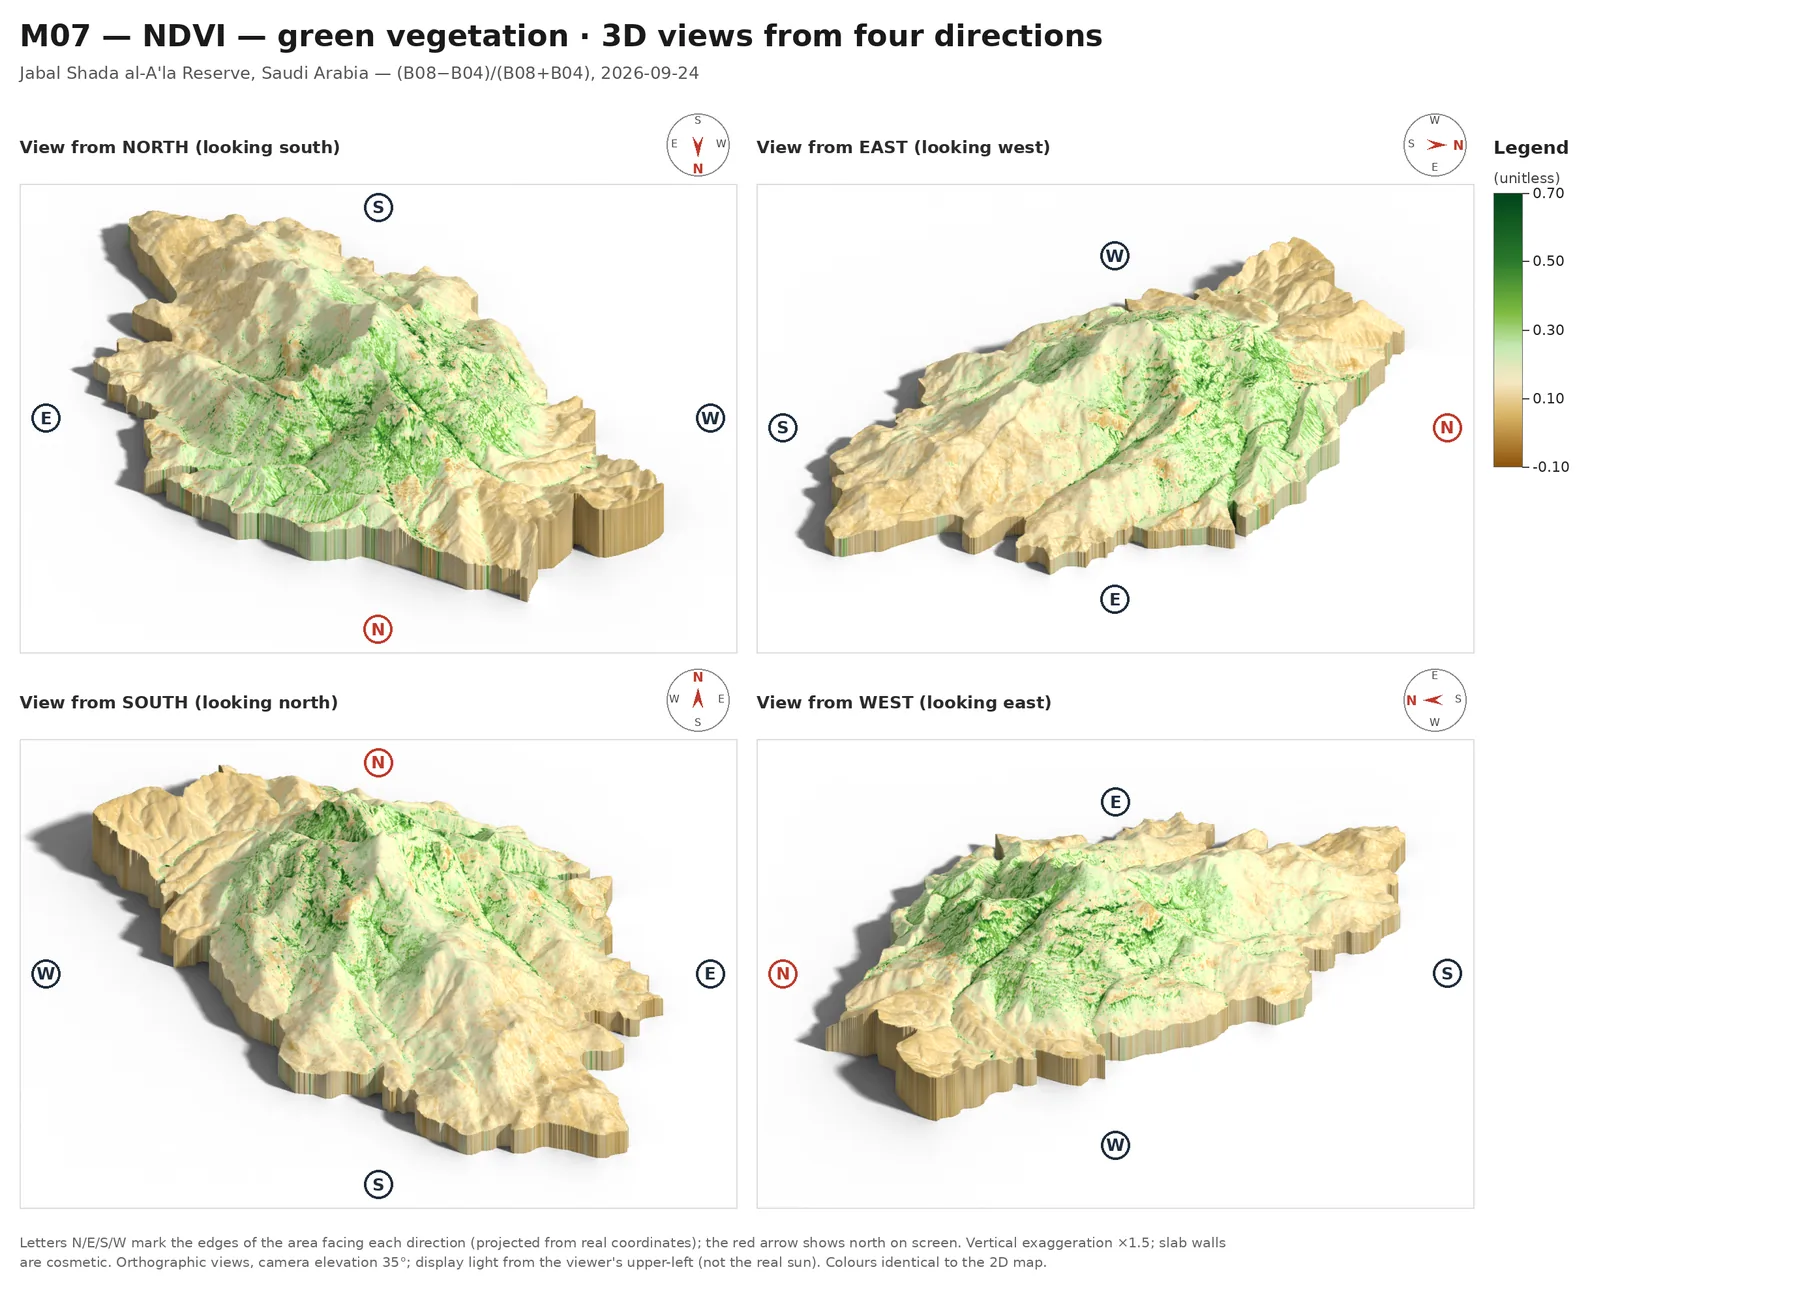 M07 — NDVI — green vegetation · 3D views from four directions
Jabal Shada al-A'la Reserve, Saudi Arabia — (B08−B04)/(B08+B04), 2026-09-24
View from NORTH (looking south)
S
E
W
N
View from EAST (looking west)
W
S
N
E
Legend
(unitless)
0.70
0.50
0.30
0.10
-0.10
S
E
W
N
W
S
N
E
View from SOUTH (looking north)
N
W
E
S
View from WEST (looking east)
E
N
S
W
N
W
E
S
E
N
S
W
Letters N/E/S/W mark the edges of the area facing each direction (projected from real coordinates); the red arrow shows north on screen. Vertical exaggeration ×1.5; slab walls
are cosmetic. Orthographic views, camera elevation 35°; display light from the viewer's upper-left (not the real sun). Colours identical to the 2D map.